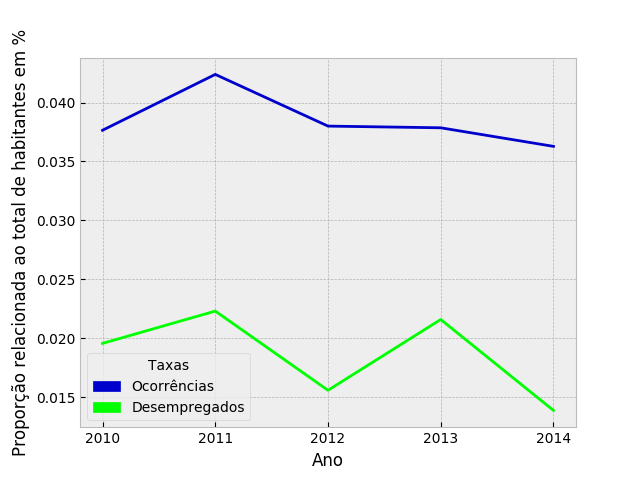 Proporção relacionada ao total de habitantes em %
0.040
0.035
0.030
0.025
0.020
0.015
Taxas
Ocorrências
Desempregados
2010 2011 2012 2013 2014
Ano